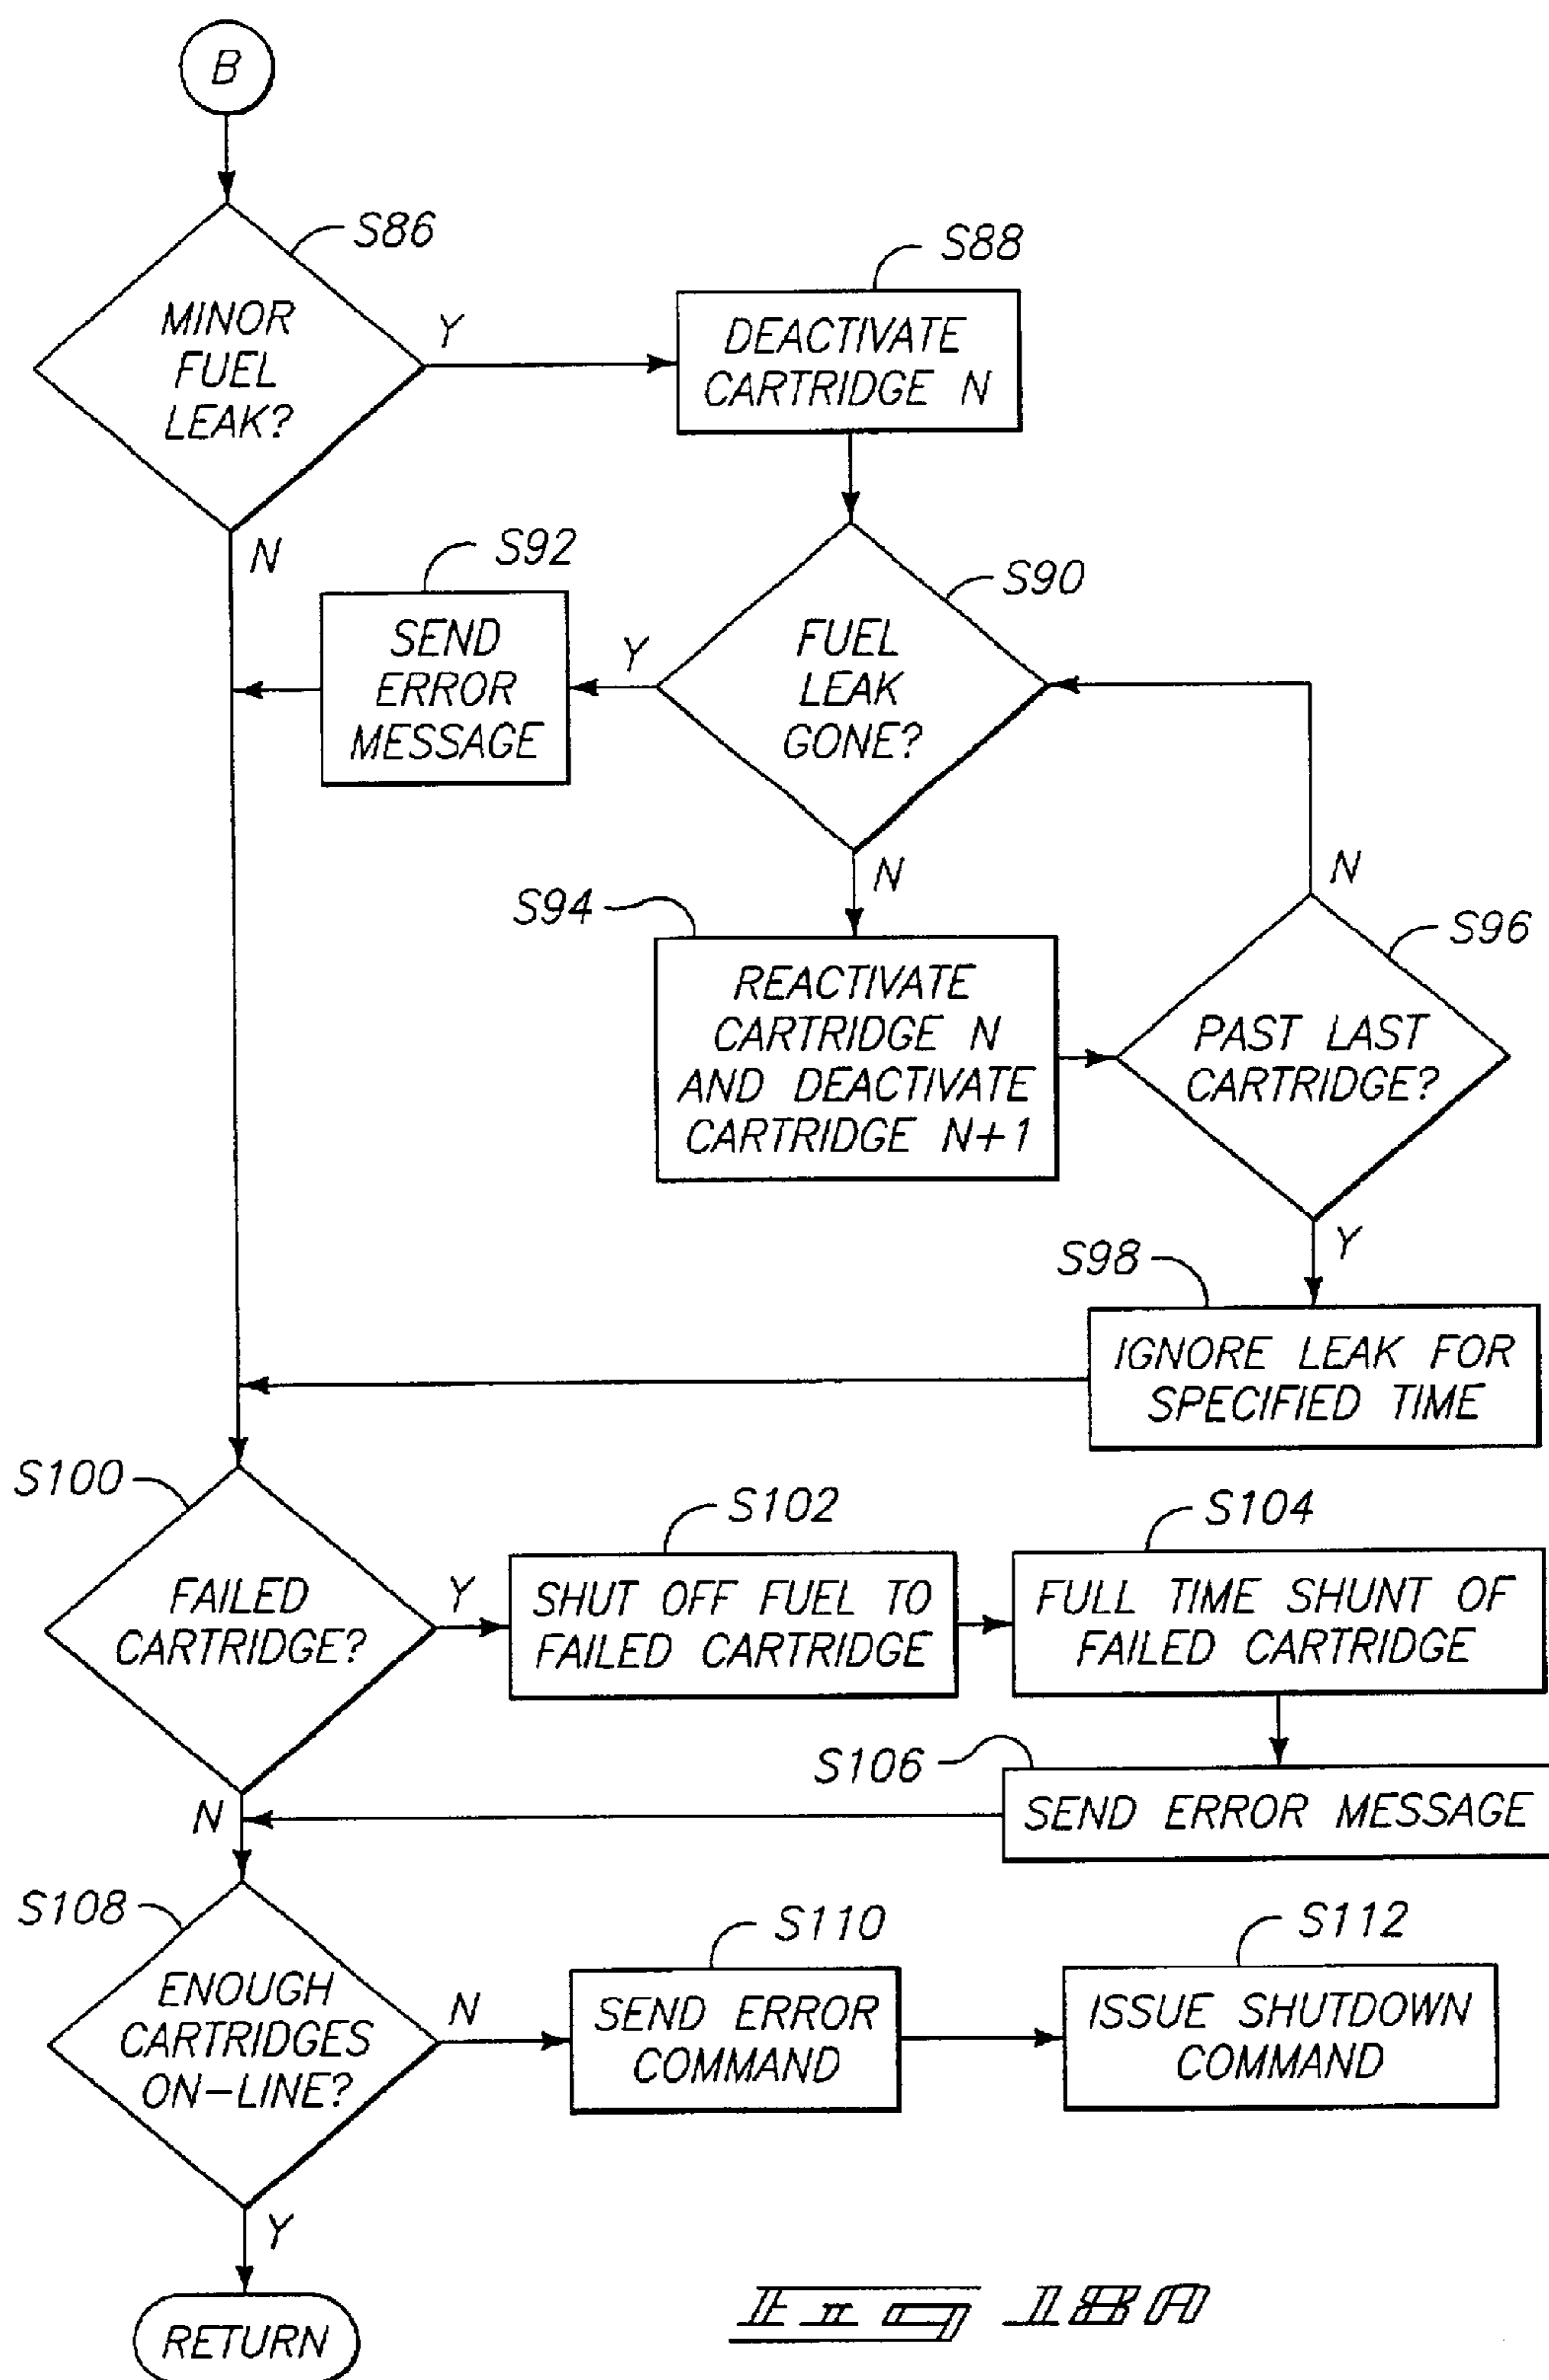 B
S86
MINOR
FUEL
LEAK?
Y
N
S88
DEACTIVATE
CARTRIDGE N
S90
FUEL
LEAK
GONE?
Y
N
S92
SEND
ERROR
MESSAGE
S94
REACTIVATE
CARTRIDGE N
AND DEACTIVATE
CARTRIDGE N+1
S96
PAST LAST
CARTRIDGE?
N
Y
S98
IGNORE LEAK FOR
SPECIFIED TIME
S100
FAILED
CARTRIDGE?
Y
N
S102
SHUT OFF FUEL TO
FAILED CARTRIDGE
S104
FULL TIME SHUNT OF
FAILED CARTRIDGE
S106
SEND ERROR MESSAGE
S108
ENOUGH
CARTRIDGES
ON-LINE?
N
Y
S110
SEND ERROR
COMMAND
S112
ISSUE SHUTDOWN
COMMAND
RETURN
Fig 18A